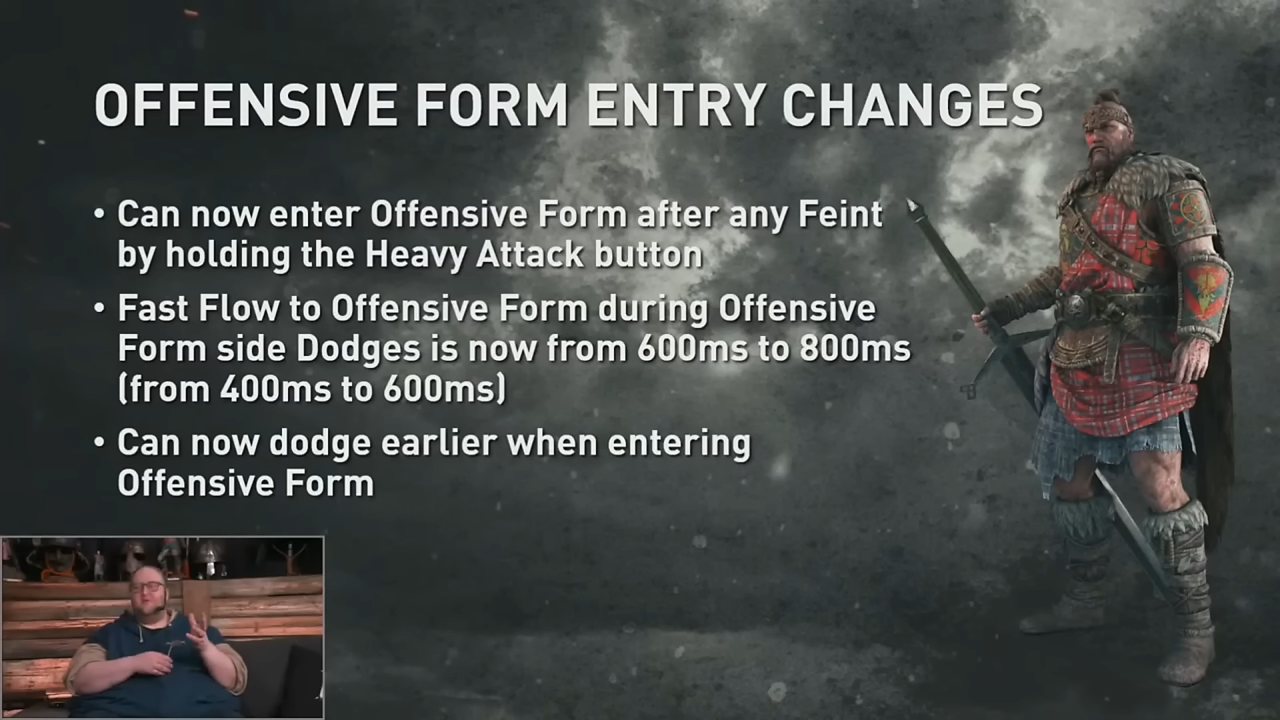 OFFENSIVE FORM ENTRY CHANGES
• Can now enter Offensive Form after any Feint
by holding the Heavy Attack button
• Fast Flow to Offensive Form during Offensive
Form side Dodges is now from 600ms to 800ms
(from 400ms to 600ms)
• Can now dodge earlier when entering
Offensive Form